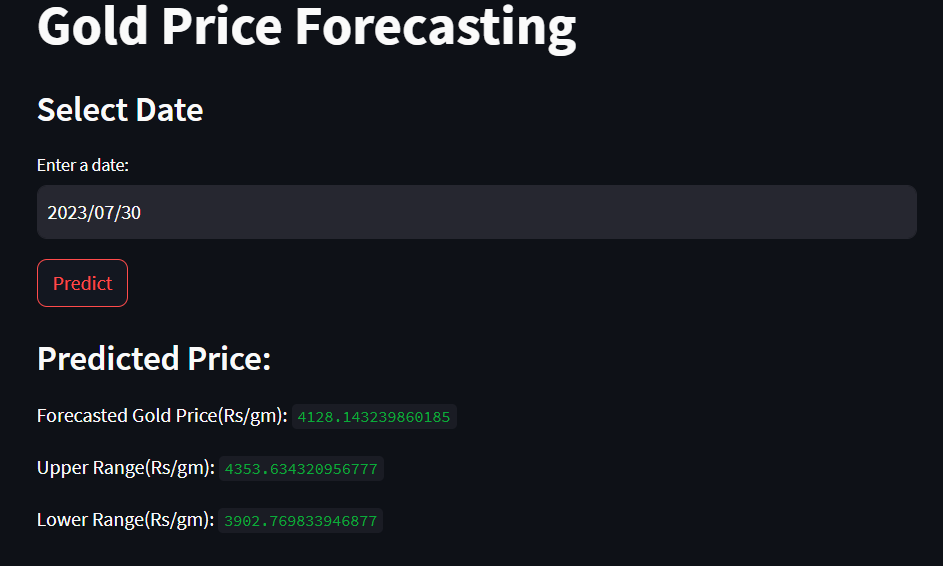 Gold Price Forecasting
Select Date
Enter a date:
2023/07/30
Predict
Predicted Price:
Forecasted Gold Price(Rs/gm): 4128.143239860185
Upper Range(Rs/gm): 4353.634320956777
Lower Range(Rs/gm): 3902.769833946877